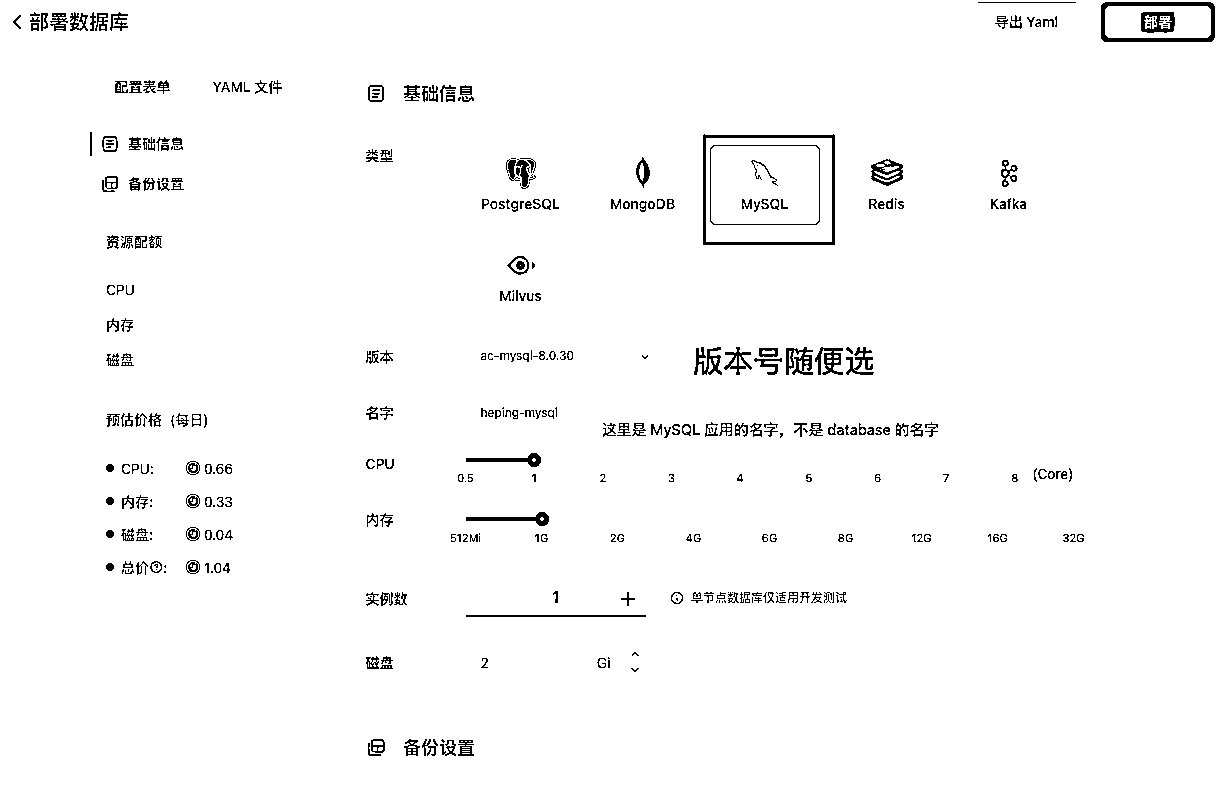 部署数据库
导出 Yaml
部署
配置表单
YAML 文件
基础信息
备份设置
资源配额
CPU
内存
磁盘
预估价格 (每日)
CPU: 0.66
内存: 0.33
磁盘: 0.04
总价?: 1.04
基础信息
类型
PostgreSQL
MongoDB
MySQL
Redis
Kafka
Milvus
版本
ac-mysql-8.0.30
版本号随便选
名字
heping-mysql
这里是 MySQL 应用的名字，不是 database 的名字
CPU
0.5 1 2 3 4 5 6 7 8 (Core)
内存
512Mi 1G 2G 4G 6G 8G 12G 16G 32G
实例数
1 +
单节点数据库仅适用开发测试
磁盘
2 Gi
备份设置